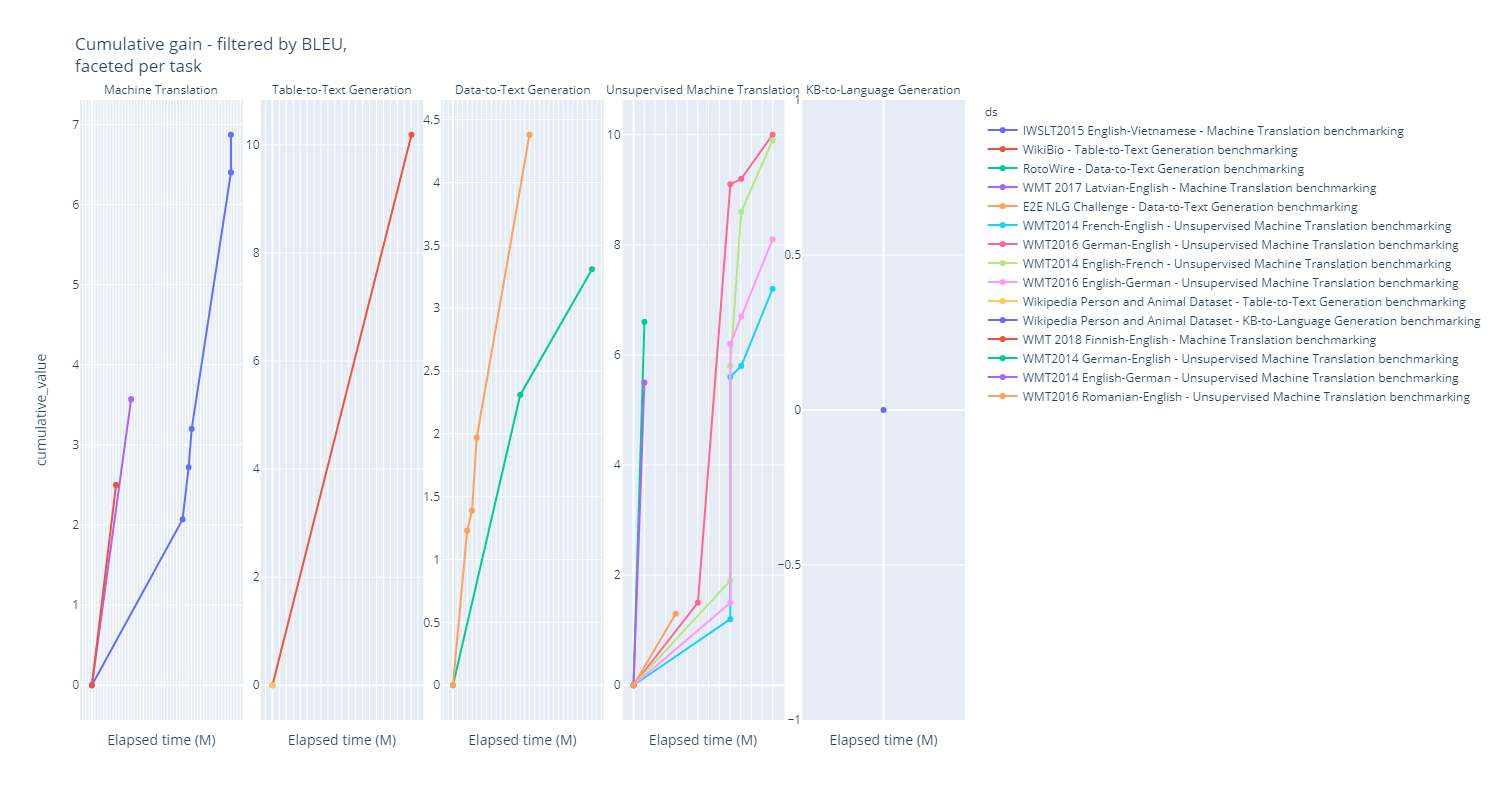 Cumulative gain - filtered by BLEU,
faceted per task
Machine Translation
Table-to-Text Generation
Data-to-Text Generation
Unsupervised Machine Translation
KB-to-Language Generation
cumulative_value
7
6
5
4
3
2
1
0
10
8
6
4
2
0
4.5
4
3.5
3
2.5
2
1.5
1
0.5
0
10
8
6
4
2
0
1
0.5
0
−0.5
−1
Elapsed time (M)
Elapsed time (M)
Elapsed time (M)
Elapsed time (M)
Elapsed time (M)
ds
IWSLT2015 English-Vietnamese - Machine Translation benchmarking
WikiBio - Table-to-Text Generation benchmarking
RotoWire - Data-to-Text Generation benchmarking
WMT 2017 Latvian-English - Machine Translation benchmarking
E2E NLG Challenge - Data-to-Text Generation benchmarking
WMT2014 French-English - Unsupervised Machine Translation benchmarking
WMT2016 German-English - Unsupervised Machine Translation benchmarking
WMT2014 English-French - Unsupervised Machine Translation benchmarking
WMT2016 English-German - Unsupervised Machine Translation benchmarking
Wikipedia Person and Animal Dataset - Table-to-Text Generation benchmarking
Wikipedia Person and Animal Dataset - KB-to-Language Generation benchmarking
WMT 2018 Finnish-English - Machine Translation benchmarking
WMT2014 German-English - Unsupervised Machine Translation benchmarking
WMT2014 English-German - Unsupervised Machine Translation benchmarking
WMT2016 Romanian-English - Unsupervised Machine Translation benchmarking